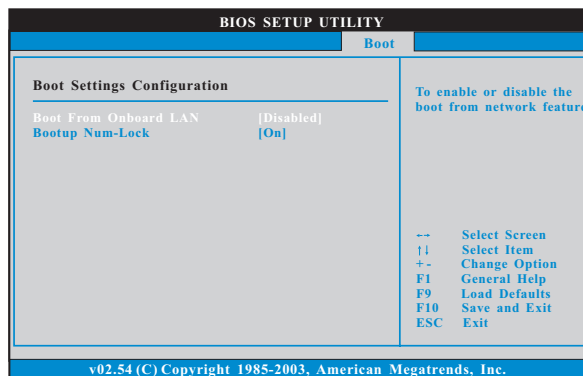 BIOS SETUP UTILITY
Boot
Boot Settings Configuration
Boot From Onboard LAN [Disabled]
Bootup Num-Lock [On]
To enable or disable the
boot from network feature
←→ Select Screen
↑↓ Select Item
+- Change Option
F1 General Help
F9 Load Defaults
F10 Save and Exit
ESC Exit
v02.54 (C) Copyright 1985-2003, American Megatrends, Inc.